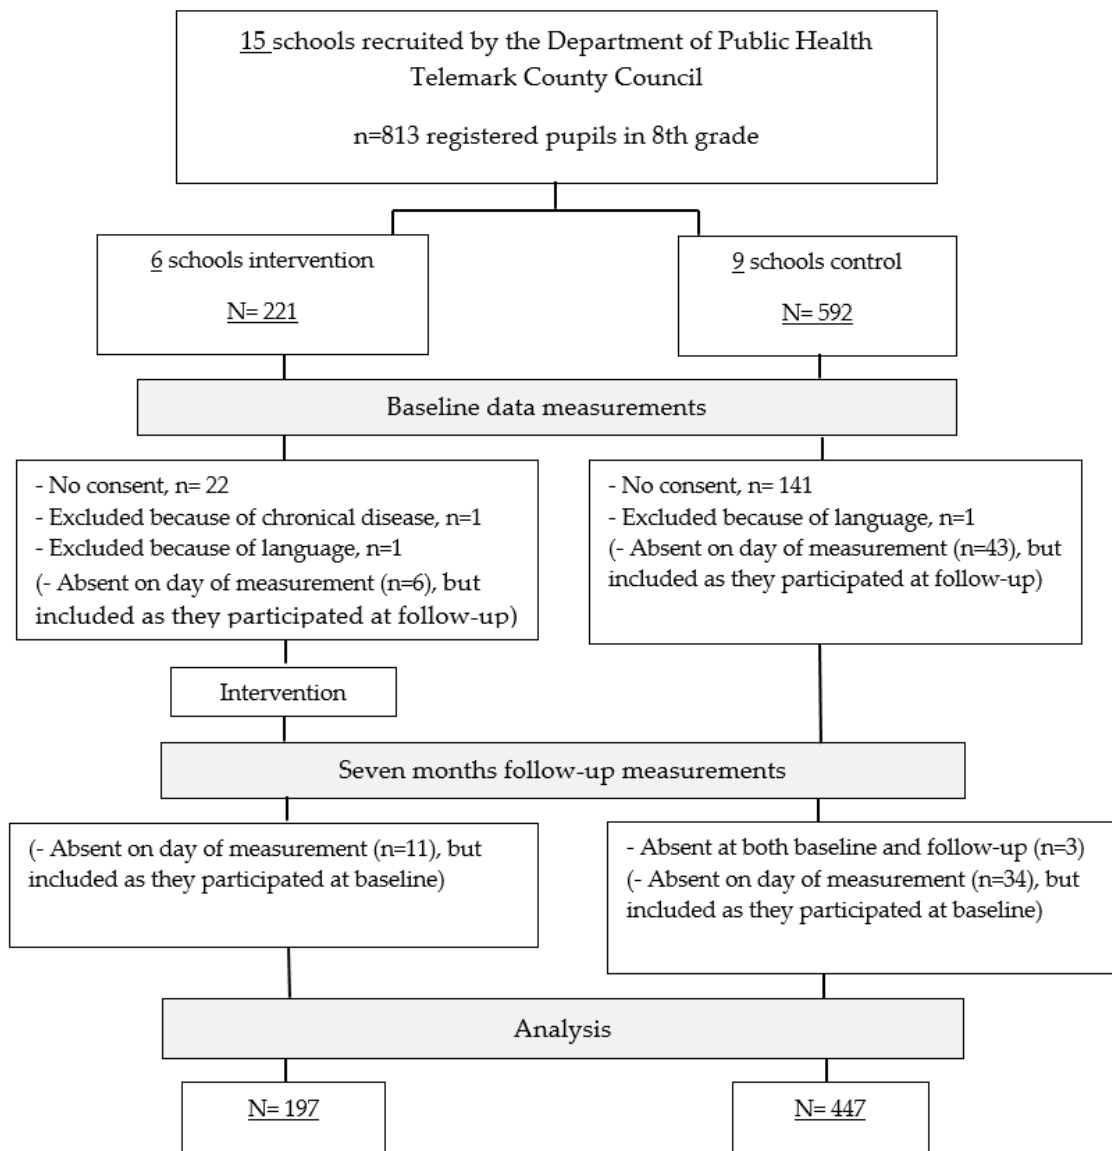 15 schools recruited by the Department of Public Health
Telemark County Council
n=813 registered pupils in 8th grade
6 schools intervention
N= 221
9 schools control
N= 592
Baseline data measurements
- No consent, n= 22
- Excluded because of chronical disease, n=1
- Excluded because of language, n=1
(- Absent on day of measurement (n=6), but
included as they participated at follow-up)
- No consent, n= 141
- Excluded because of language, n=1
(- Absent on day of measurement (n=43), but
included as they participated at follow-up)
Intervention
Seven months follow-up measurements
(- Absent on day of measurement (n=11), but
included as they participated at baseline)
- Absent at both baseline and follow-up (n=3)
(- Absent on day of measurement (n=34), but
included as they participated at baseline)
Analysis
N= 197
N= 447